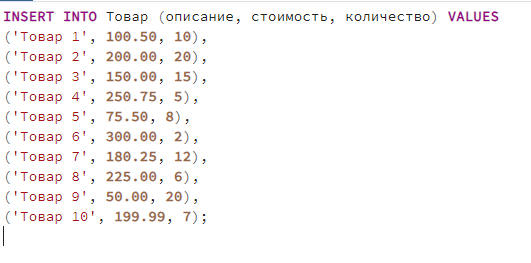 INSERT INTO Товар (описание, стоимость, количество) VALUES
('Товар 1', 100.50, 10),
('Товар 2', 200.00, 20),
('Товар 3', 150.00, 15),
('Товар 4', 250.75, 5),
('Товар 5', 75.50, 8),
('Товар 6', 300.00, 2),
('Товар 7', 180.25, 12),
('Товар 8', 225.00, 6),
('Товар 9', 50.00, 20),
('Товар 10', 199.99, 7);